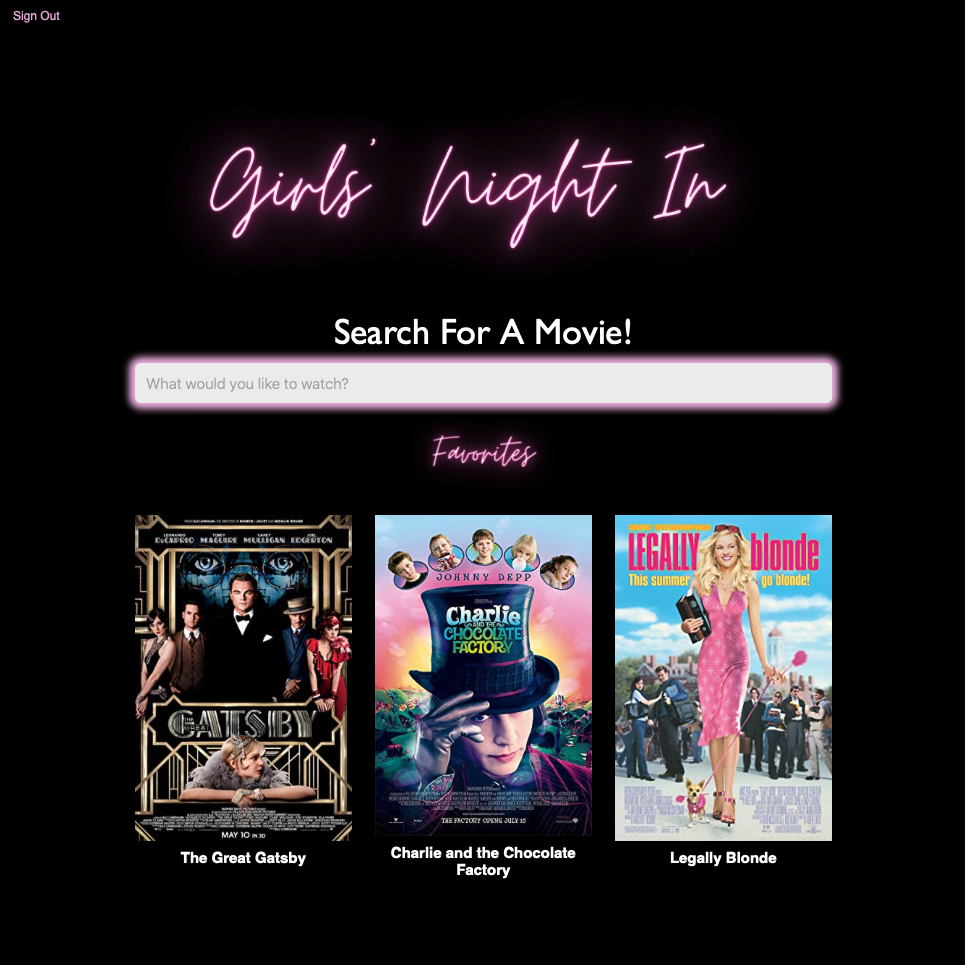 Sign Out
Girls' Night In
Search For A Movie!
What would you like to watch?
Favorites
LEONARDO DiCAPRIO TOBEY MAGUIRE CAREY MULLIGAN JOEL EDGERTON
THE GREAT GATSBY
MAY 10 IN 3D
The Great Gatsby
JOHNNY DEPP
Charlie
AND THE
CHOCOLATE
FACTORY
THE FACTORY OPENS JULY 15
Charlie and the Chocolate
Factory
LEGALLY blonde
This summer go blonde!
Legally Blonde